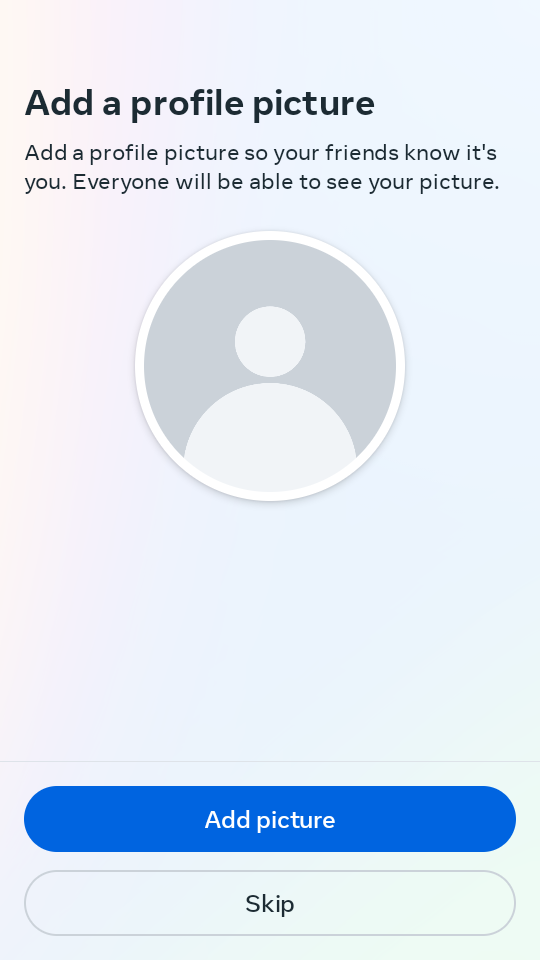 Add a profile picture
Add a profile picture so your friends know it's
you. Everyone will be able to see your picture.
Add picture
Skip